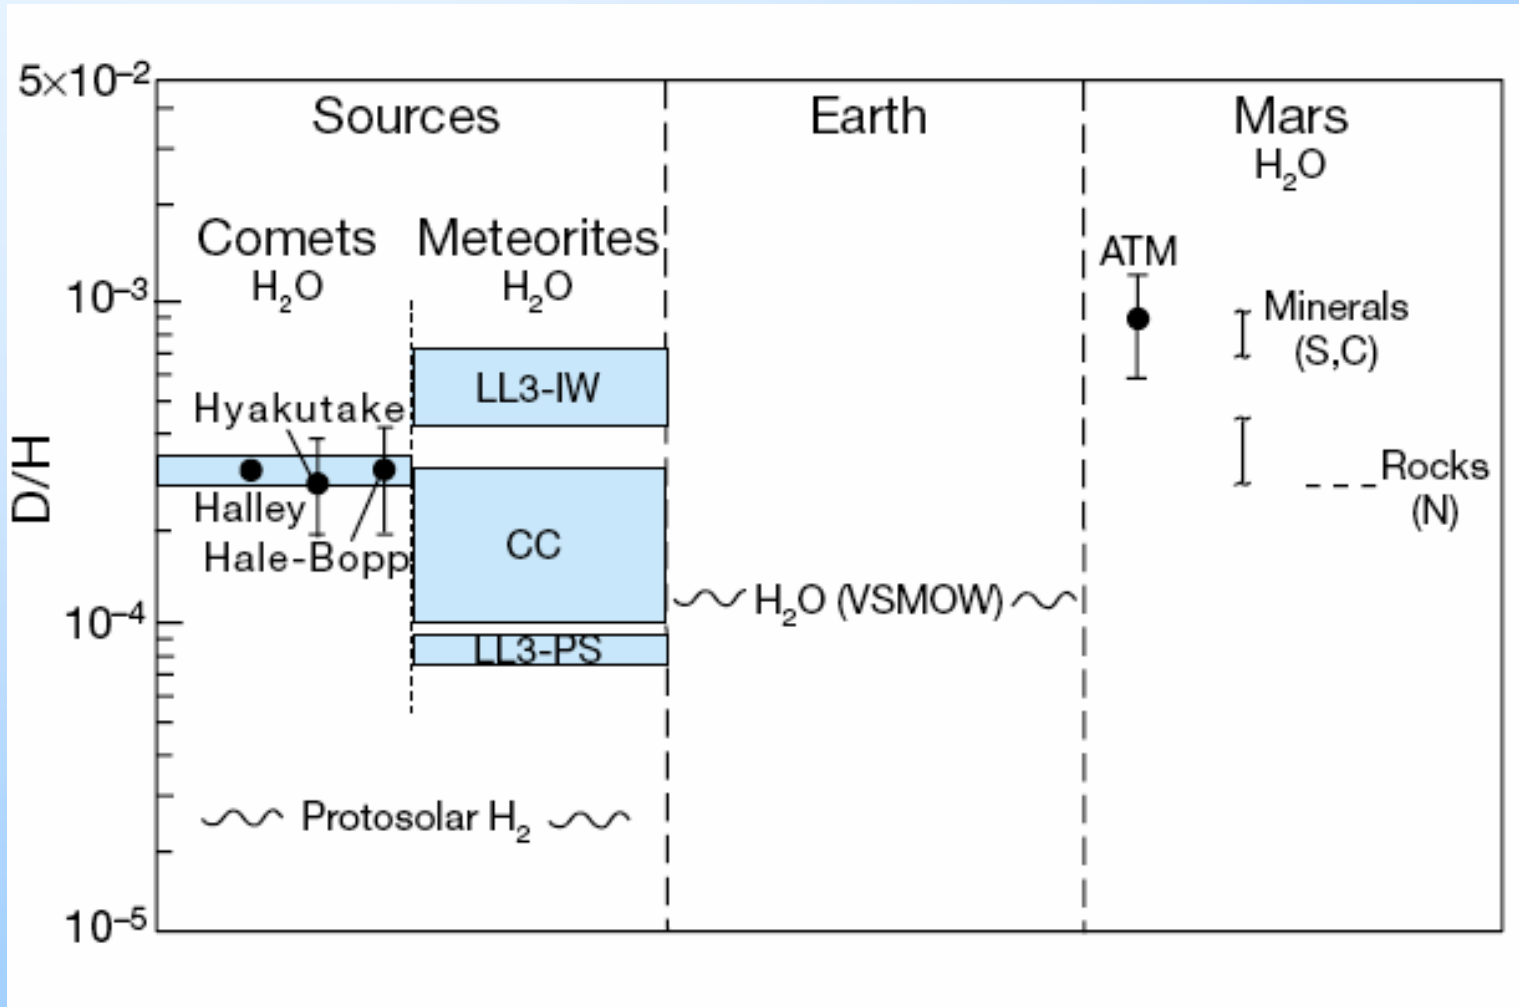 5×10⁻²
Sources
Earth
Mars
H₂O
Comets
H₂O
Meteorites
H₂O
ATM
10⁻³
Minerals
(S,C)
LL3-IW
Hyakutake
D/H
Rocks
(N)
Halley
Hale-Bopp
CC
H₂O (VSMOW)
10⁻⁴
LL3-PS
Protosolar H₂
10⁻⁵